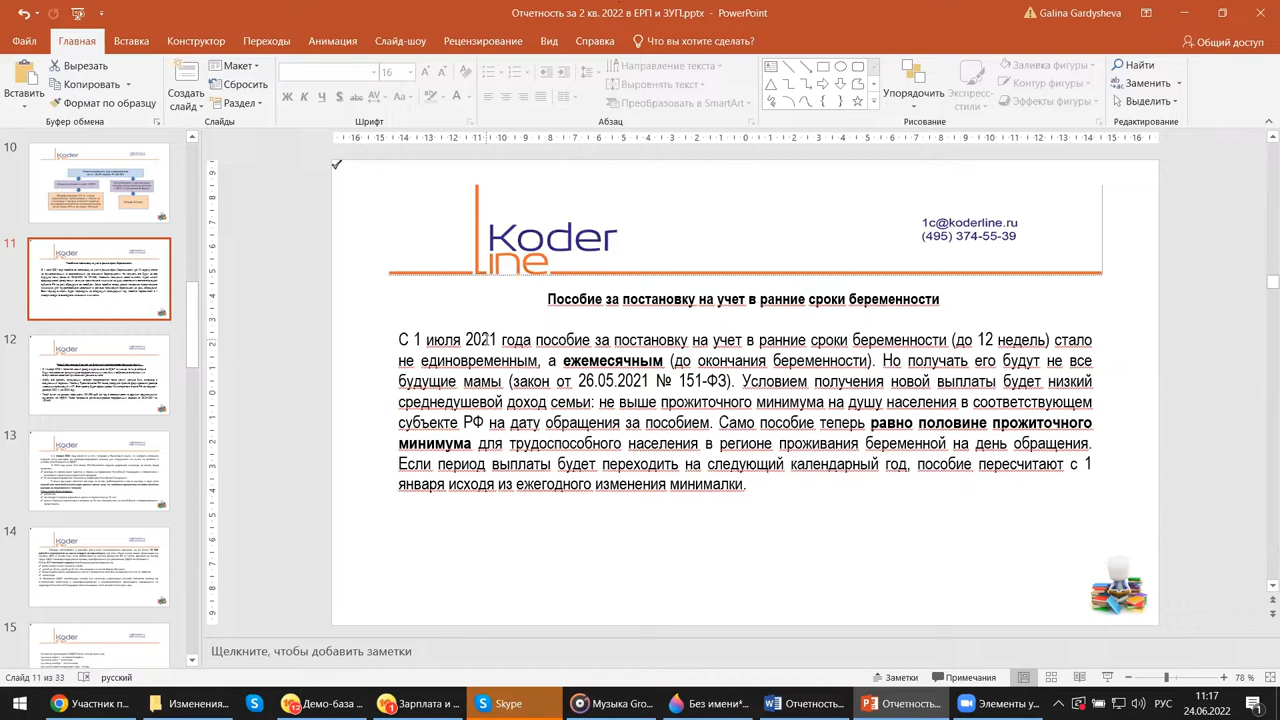 Отчетность за 2 кв.2022 в ЕРП и ЗУП.pptx - PowerPoint
Galina Gardysheva
Файл Главная Вставка Конструктор Переходы Анимация Слайд-шоу Рецензирование Вид Справка Что вы хотите сделать? Общий доступ
Вставить
Вырезать
Копировать
Формат по образцу
Буфер обмена
Создать слайд
Макет
Сбросить
Раздел
Слайды
16
Шрифт
Направление текста
Выровнять текст
Преобразовать в SmartArt
Абзац
Упорядочить
Экспресс-стили
Заливка фигуры
Контур фигуры
Эффекты фигуры
Рисование
Найти
Заменить
Выделить
Редактирование
10
11
12
13
14
15
Koder
line
1c@koderline.ru
(495) 374-55-39
Пособие за постановку на учет в ранние сроки беременности
С 1 июля 2021 года пособие за постановку на учет в ранние сроки беременности (до 12 недель) стало
не единовременным, а ежемесячным (до окончания беременности). Но получать его будут не все
будущие мамы (закон от 26.05.2021 № 151-ФЗ). Условием получения новой выплаты будет низкий
среднедушевой доход семьи: не выше прожиточного минимума на душу населения в соответствующем
субъекте РФ на дату обращения за пособием. Само пособие теперь равно половине прожиточного
минимума для трудоспособного населения в регионе проживания беременной на день обращения.
Если период выплаты будет переходить на следующий календарный год, пособие пересчитают с 1
января исходя из ежегодного изменения минималки.
Щелкните, чтобы добавить заметки
Слайд 11 из 33 русский Заметки Примечания 78 %
Участник п... Изменения... Демо-база ... Зарплата и ... Skype Музыка Gro... Без имени*... Отчетность... Отчетность... Элементы у... РУС
11:17
24.06.2022